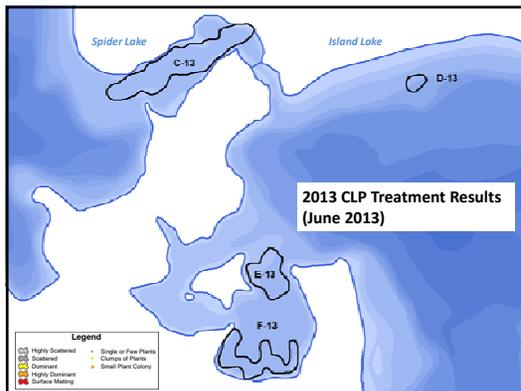 Spider Lake
Island Lake
C-13
D-13
2013 CLP Treatment Results
(June 2013)
E-13
F-13
Legend
Highly Scattered
Scattered
Dominant
Highly Dominant
Surface Matting
Single or Few Plants
Clumps of Plants
Small Plant Colony